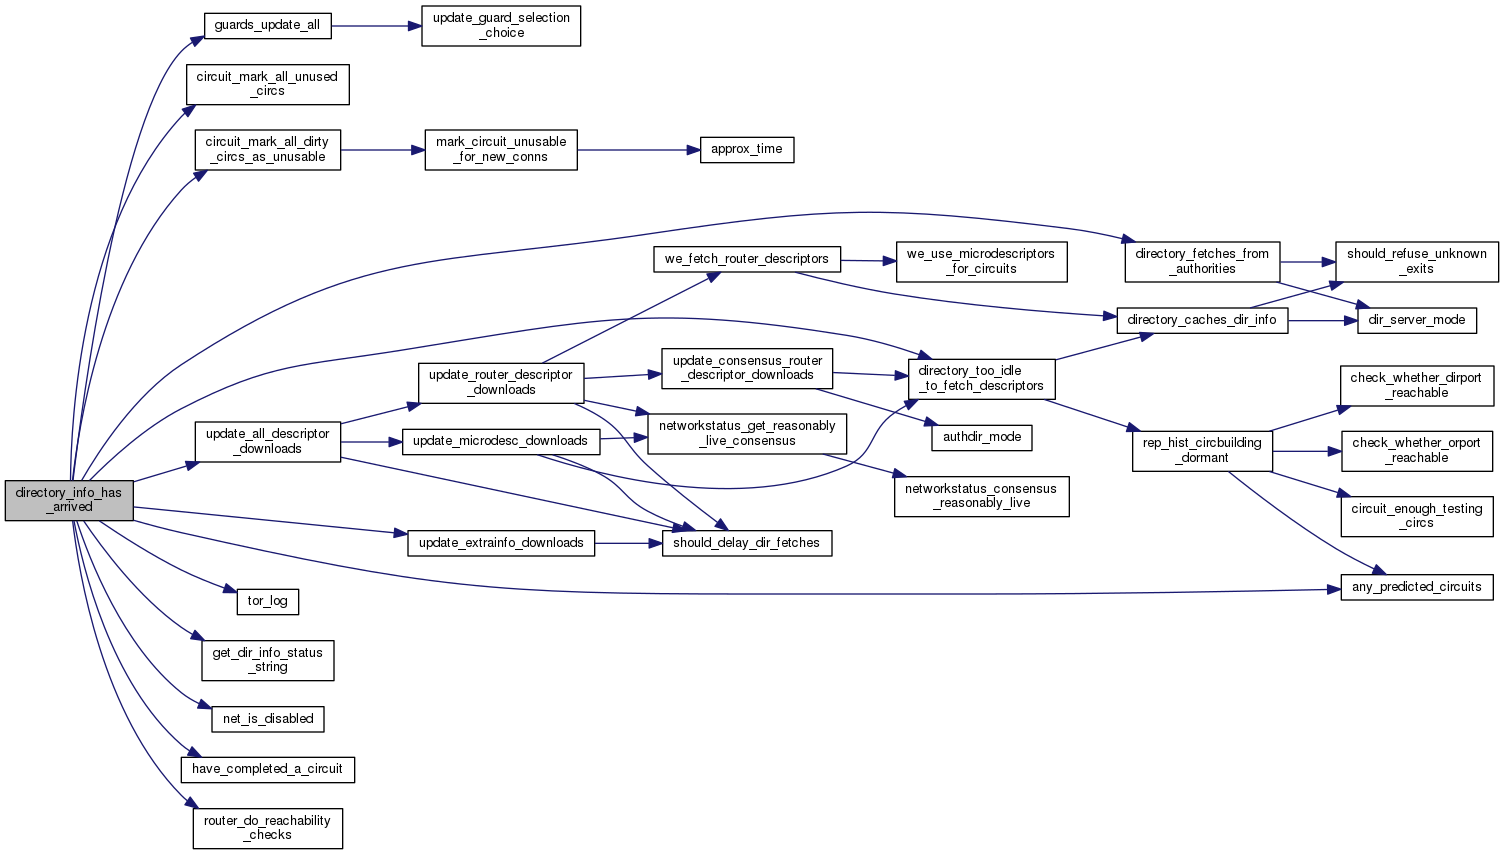 guards_update_all
update_guard_selection
_choice
circuit_mark_all_unused
_circs
circuit_mark_all_dirty
_circs_as_unusable
mark_circuit_unusable
_for_new_conns
approx_time
we_fetch_router_descriptors
we_use_microdescriptors
_for_circuits
directory_fetches_from
_authorities
should_refuse_unknown
_exits
directory_caches_dir_info
dir_server_mode
update_router_descriptor
_downloads
update_consensus_router
_descriptor_downloads
directory_too_idle
_to_fetch_descriptors
check_whether_dirport
_reachable
update_all_descriptor
_downloads
update_microdesc_downloads
networkstatus_get_reasonably
_live_consensus
authdir_mode
rep_hist_circbuilding
_dormant
check_whether_orport
_reachable
directory_info_has
_arrived
networkstatus_consensus
_reasonably_live
circuit_enough_testing
_circs
update_extrainfo_downloads
should_delay_dir_fetches
any_predicted_circuits
tor_log
get_dir_info_status
_string
net_is_disabled
have_completed_a_circuit
router_do_reachability
_checks